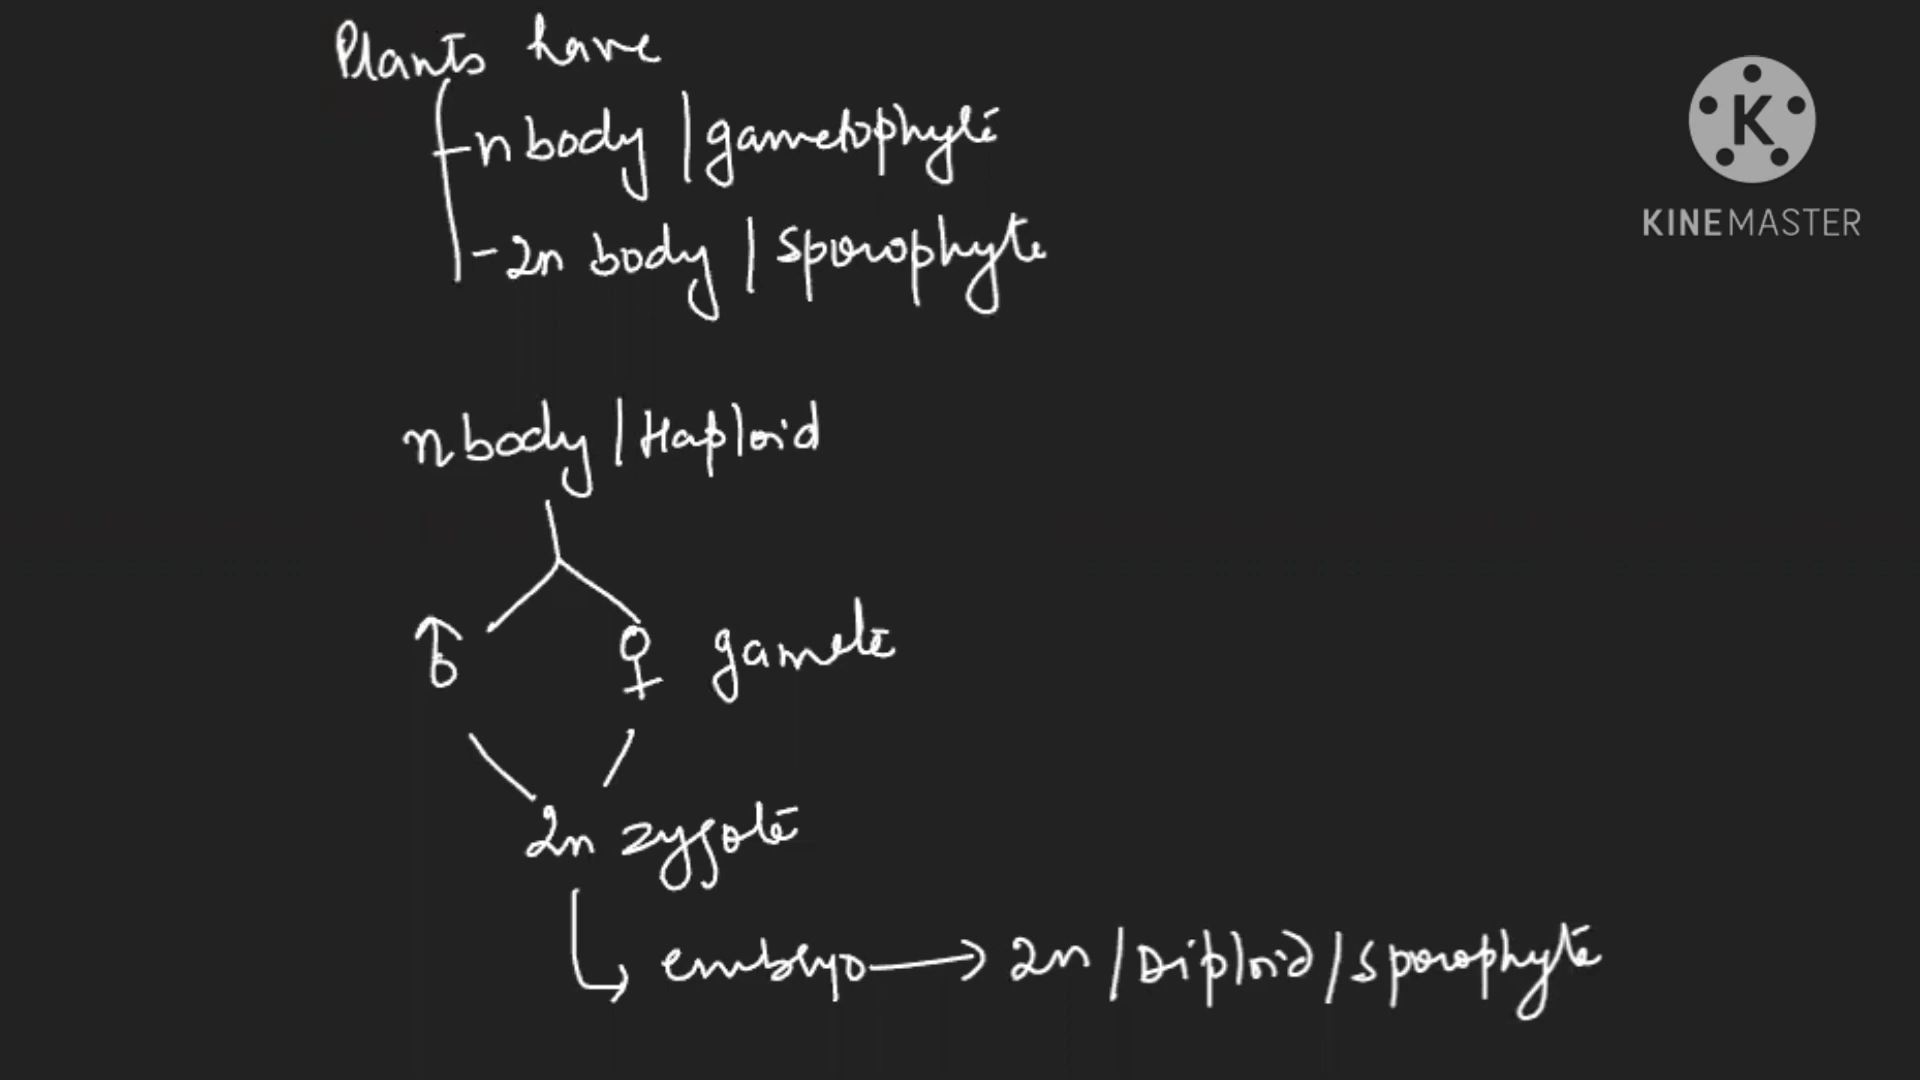 Plants have
- n body / gametophyte
- 2n body / sporophyte
K
KINEMASTER
n body / Haploid
♂ ♀ gamete
2n zygote
embryo → 2n / Diploid / sporophyte